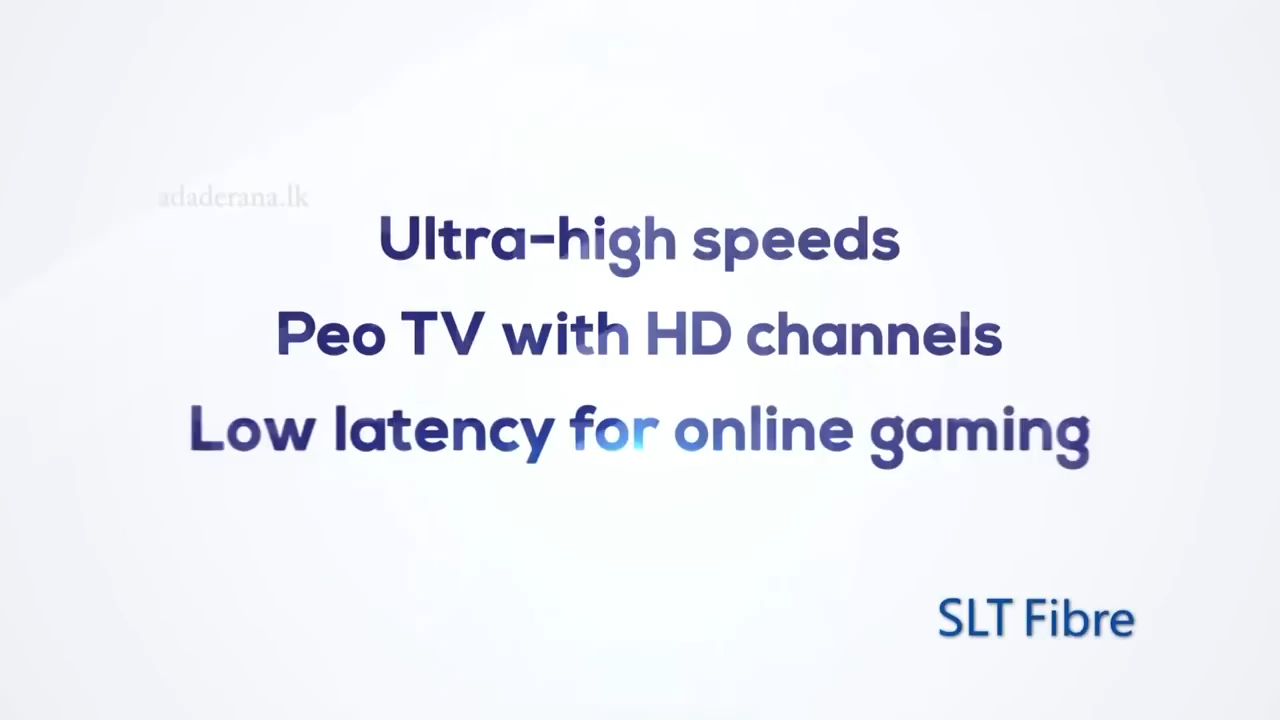 adaderana.lk
Ultra-high speeds
Peo TV with HD channels
Low latency for online gaming
SLT Fibre